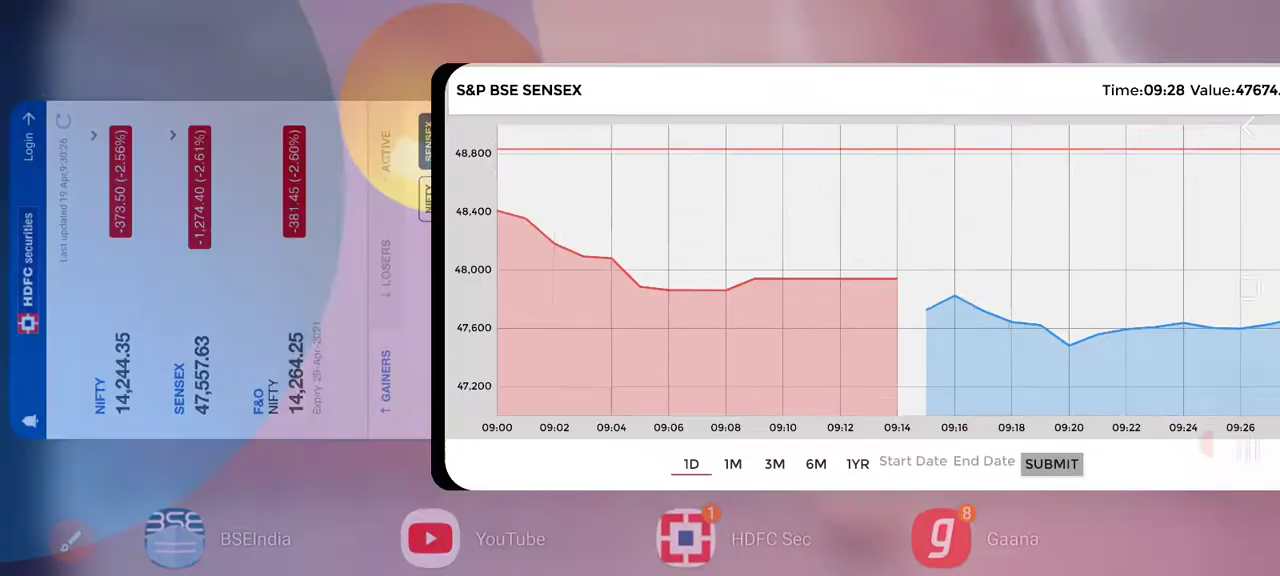 Login →
HDFC securities
Last updated 19 Apr,9:30:26
NIFTY
14,244.35
-373.50 (-2.56%)
SENSEX
47,557.63
-1,274.40 (-2.61%)
F&O
NIFTY
14,264.25
-381.45 (-2.60%)
Expiry 29-Apr-2021
↑ GAINERS
↓ LOSERS
ACTIVE
NIFTY
SENSEX
S&P BSE SENSEX
Time:09:28 Value:47674.
48,800
48,400
48,000
47,600
47,200
09:00 09:02 09:04 09:06 09:08 09:10 09:12 09:14 09:16 09:18 09:20 09:22 09:24 09:26
1D 1M 3M 6M 1YR Start Date End Date SUBMIT
BSE BSEIndia
YouTube
1 HDFC Sec
g 8 Gaana